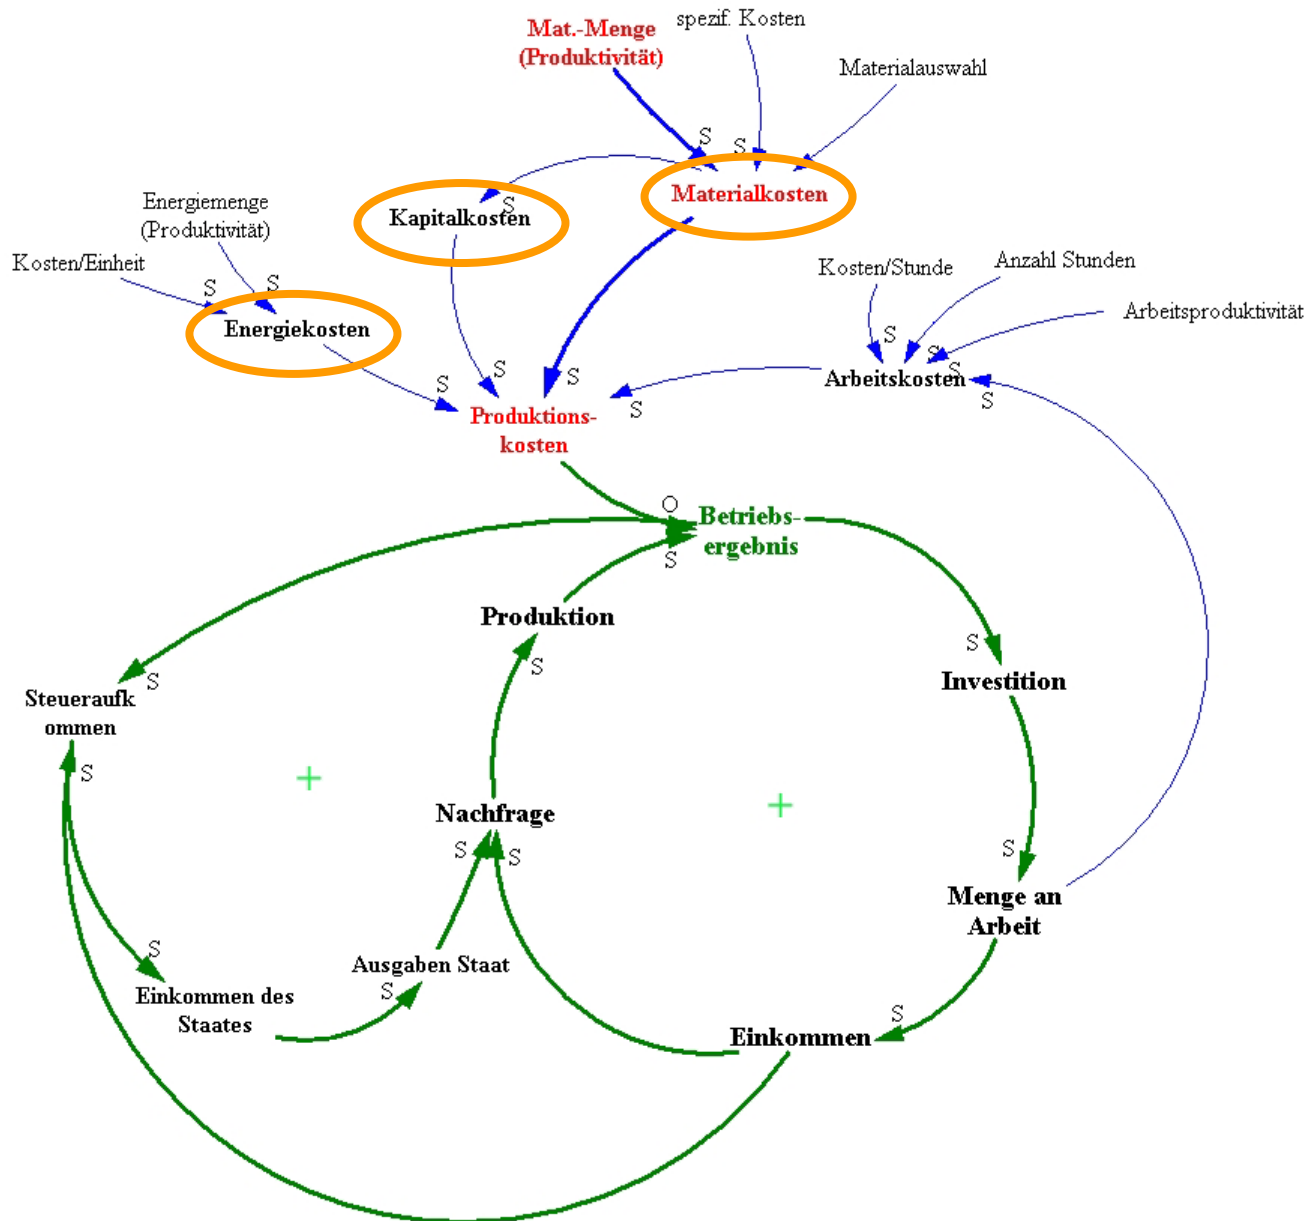 spezif. Kosten
Mat.-Menge
(Produktivität)
Materialauswahl
S
S
Materialkosten
S
Kapitalkosten
Energiemenge
(Produktivität)
Kosten/Einheit
S
S
Energiekosten
Kosten/Stunde
Anzahl Stunden
Arbeitsproduktivität
S
S
S
Arbeitskosten
S
S
S
S
S
Produktions-
kosten
O
Betriebs-
ergebnis
S
Produktion
S
S
Investition
S
Steueraufk
ommen
S
Nachfrage
S
S
S
Menge an
Arbeit
S
Ausgaben Staat
S
Einkommen des
Staates
S
Einkommen